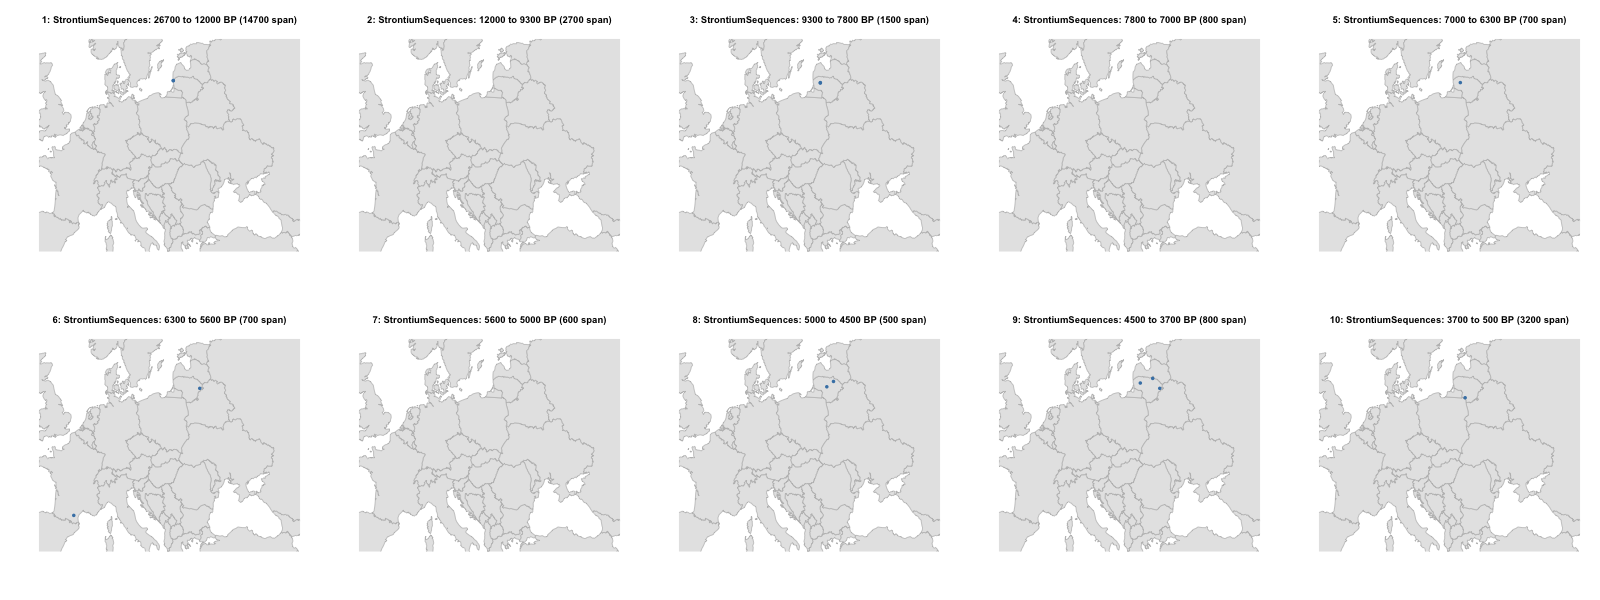 1: StrontiumSequences: 26700 to 12000 BP (14700 span)
2: StrontiumSequences: 12000 to 9300 BP (2700 span)
3: StrontiumSequences: 9300 to 7800 BP (1500 span)
4: StrontiumSequences: 7800 to 7000 BP (800 span)
5: StrontiumSequences: 7000 to 6300 BP (700 span)
6: StrontiumSequences: 6300 to 5600 BP (700 span)
7: StrontiumSequences: 5600 to 5000 BP (600 span)
8: StrontiumSequences: 5000 to 4500 BP (500 span)
9: StrontiumSequences: 4500 to 3700 BP (800 span)
10: StrontiumSequences: 3700 to 500 BP (3200 span)